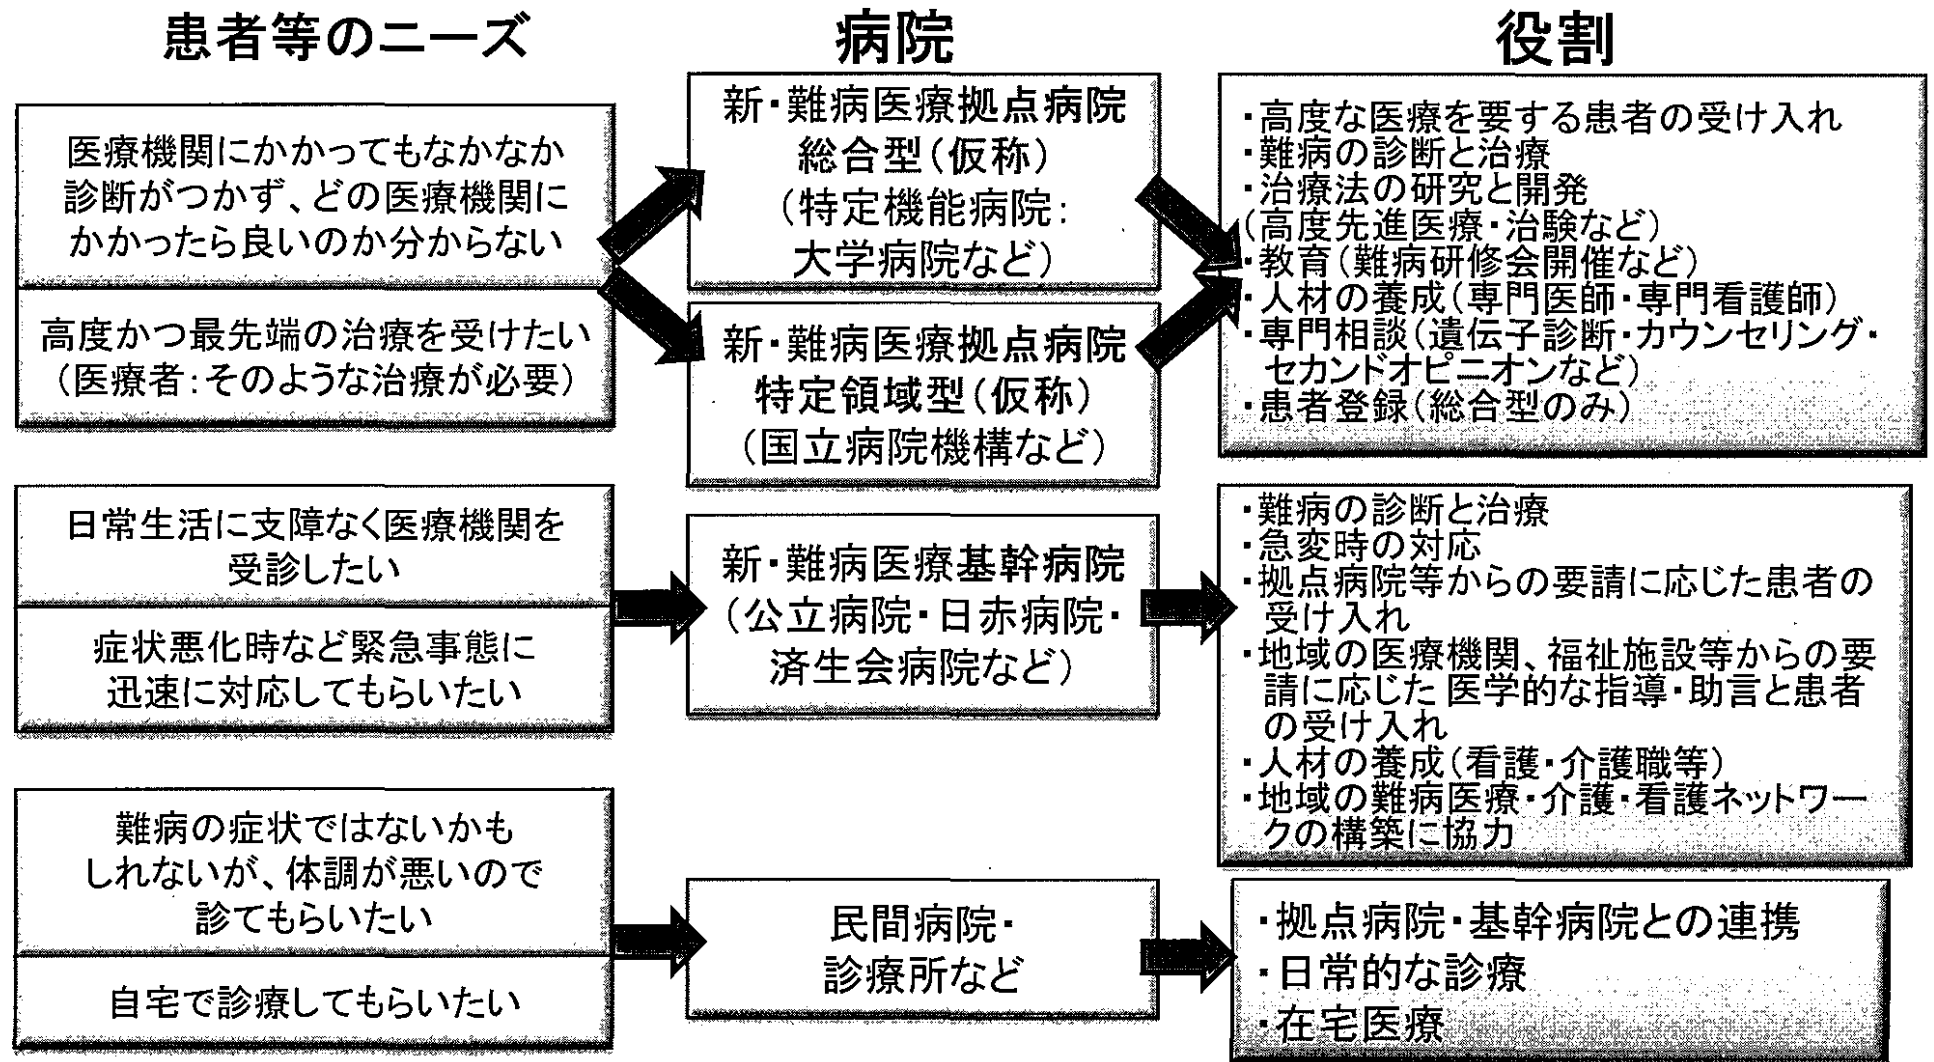 患者等のニーズ
病院
役割
医療機関にかかってもなかなか
診断がつかず、どの医療機関に
かかったら良いのか分からない
高度かつ最先端の治療を受けたい
(医療者:そのような治療が必要)
新・難病医療拠点病院
総合型(仮称)
(特定機能病院:
大学病院など)
新・難病医療拠点病院
特定領域型(仮称)
(国立病院機構など)
・高度な医療を要する患者の受け入れ
・難病の診断と治療
・治療法の研究と開発
(高度先進医療・治験など)
・教育(難病研修会開催など)
・人材の養成(専門医師・専門看護師)
・専門相談(遺伝子診断・カウンセリング・
セカンドオピニオンなど)
・患者登録(総合型のみ)
日常生活に支障なく医療機関を
受診したい
症状悪化時など緊急事態に
迅速に対応してもらいたい
新・難病医療基幹病院
(公立病院・日赤病院・
済生会病院など)
・難病の診断と治療
・急変時の対応
・拠点病院等からの要請に応じた患者の
受け入れ
・地域の医療機関、福祉施設等からの要
請に応じた医学的な指導・助言と患者
の受け入れ
・人材の養成(看護・介護職等)
・地域の難病医療・介護・看護ネットワー
クの構築に協力
難病の症状ではないかも
しれないが、体調が悪いので
診てもらいたい
自宅で診療してもらいたい
民間病院・
診療所など
・拠点病院・基幹病院との連携
・日常的な診療
・在宅医療